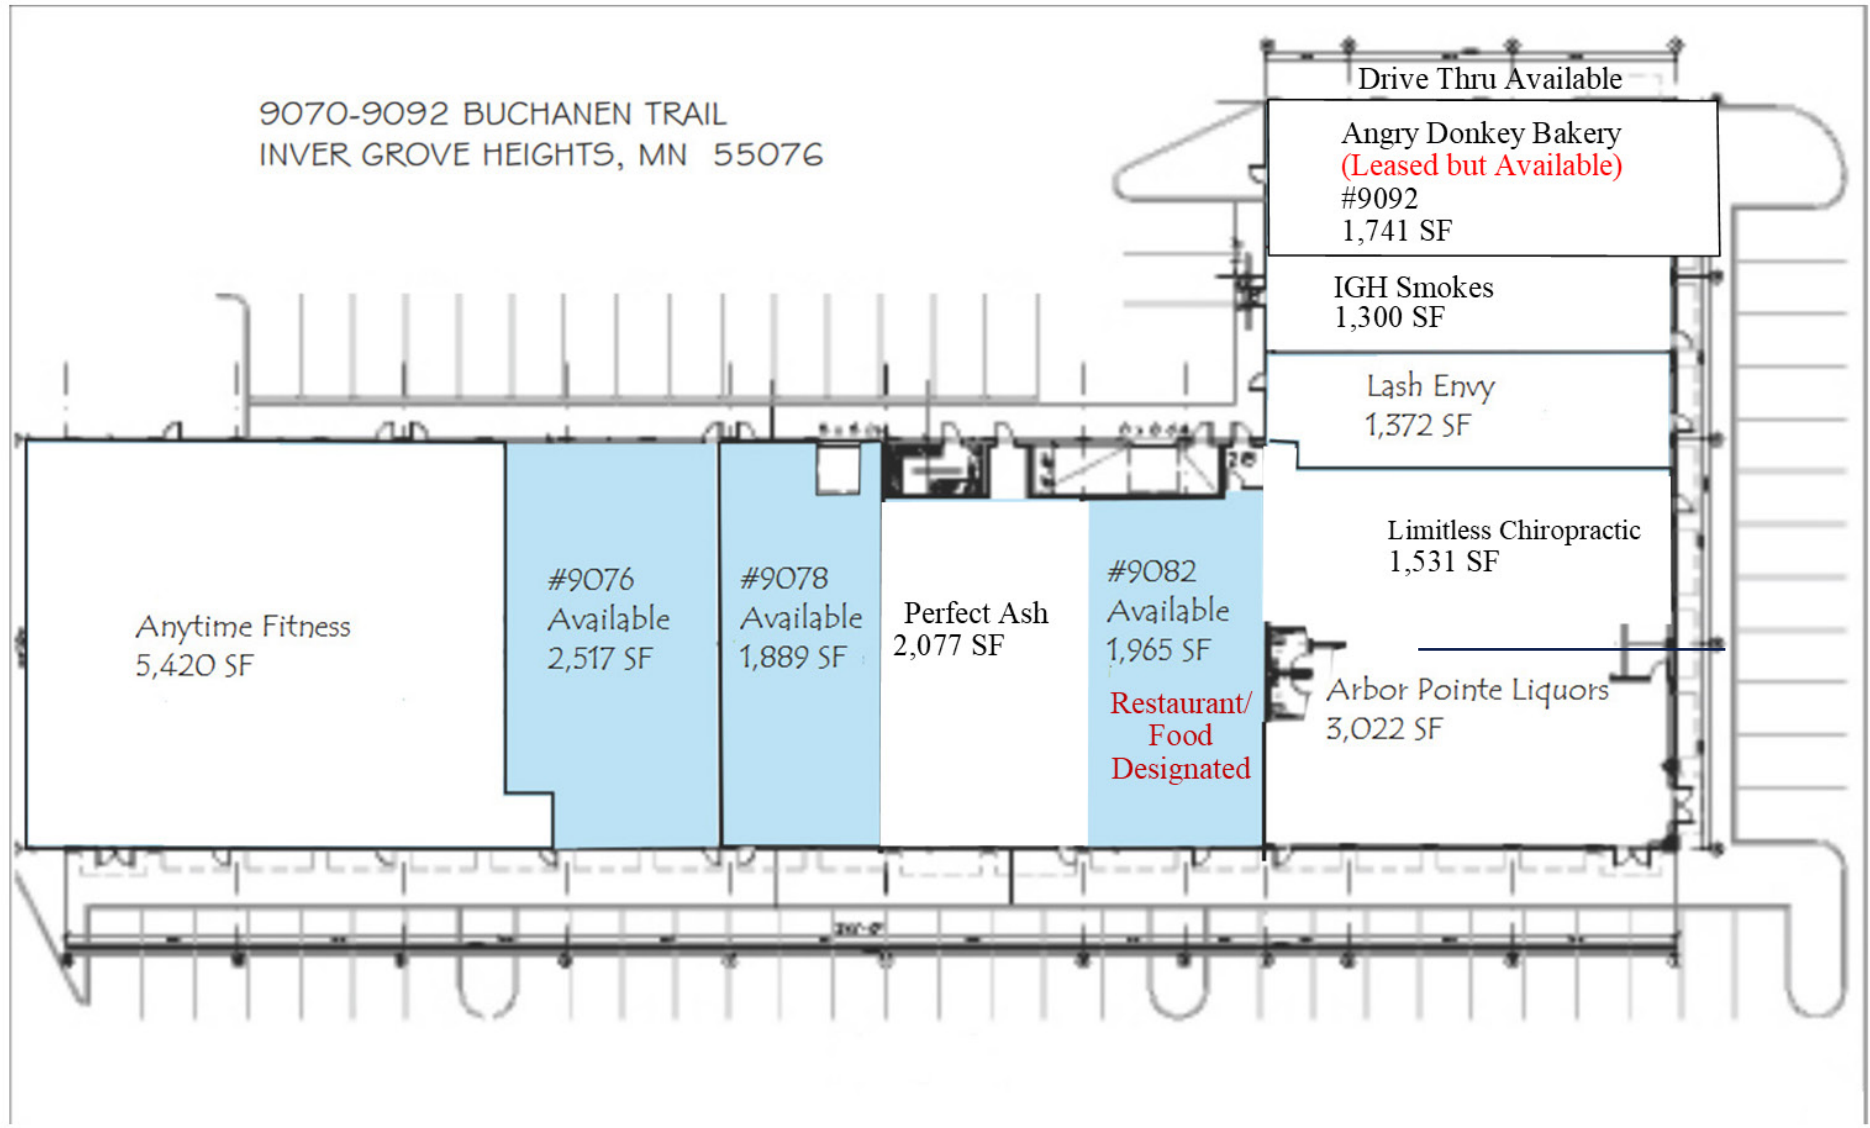 9070-9092 BUCHANEN TRAIL
INVER GROVE HEIGHTS, MN 55076
Drive Thru Available
Angry Donkey Bakery
(Leased but Available)
#9092
1,741 SF
IGH Smokes
1,300 SF
Lash Envy
1,372 SF
Limitless Chiropractic
1,531 SF
Anytime Fitness
5,420 SF
#9076
Available
2,517 SF
#9078
Available
1,889 SF
Perfect Ash
2,077 SF
#9082
Available
1,965 SF
Restaurant/
Food
Designated
Arbor Pointe Liquors
3,022 SF